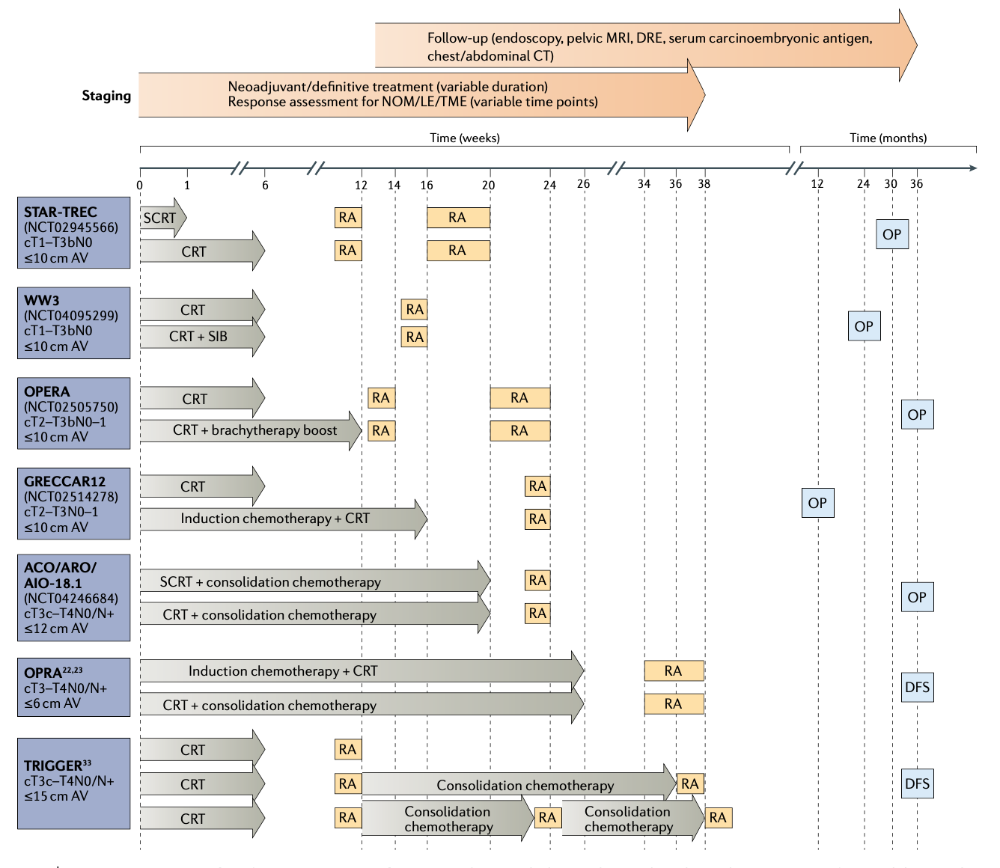 Follow-up (endoscopy, pelvic MRI, DRE, serum carcinoembryonic antigen,
chest/abdominal CT)
Staging
Neoadjuvant/definitive treatment (variable duration)
Response assessment for NOM/LE/TME (variable time points)
Time (weeks)
Time (months)
0 1 6 12 14 16 20 24 26 34 36 38 12 24 30 36
STAR-TREC
(NCT02945566)
cT1–T3bN0
≤10 cm AV
SCRT RA RA
CRT RA RA
OP
WW3
(NCT04095299)
cT1–T3bN0
≤10 cm AV
CRT RA
CRT + SIB RA
OP
OPERA
(NCT02505750)
cT2–T3bN0–1
≤10 cm AV
CRT RA RA
CRT + brachytherapy boost RA RA
OP
GRECCAR12
(NCT02514278)
cT2–T3N0–1
≤10 cm AV
CRT RA
Induction chemotherapy + CRT RA
OP
ACO/ARO/
AIO-18.1
(NCT04246684)
cT3c–T4N0/N+
≤12 cm AV
SCRT + consolidation chemotherapy RA
CRT + consolidation chemotherapy RA
OP
OPRA22,23
cT3–T4N0/N+
≤6 cm AV
Induction chemotherapy + CRT RA
CRT + consolidation chemotherapy RA
DFS
TRIGGER33
cT3c–T4N0/N+
≤15 cm AV
CRT RA
CRT RA Consolidation chemotherapy RA
CRT RA Consolidation
chemotherapy RA Consolidation
chemotherapy RA
DFS